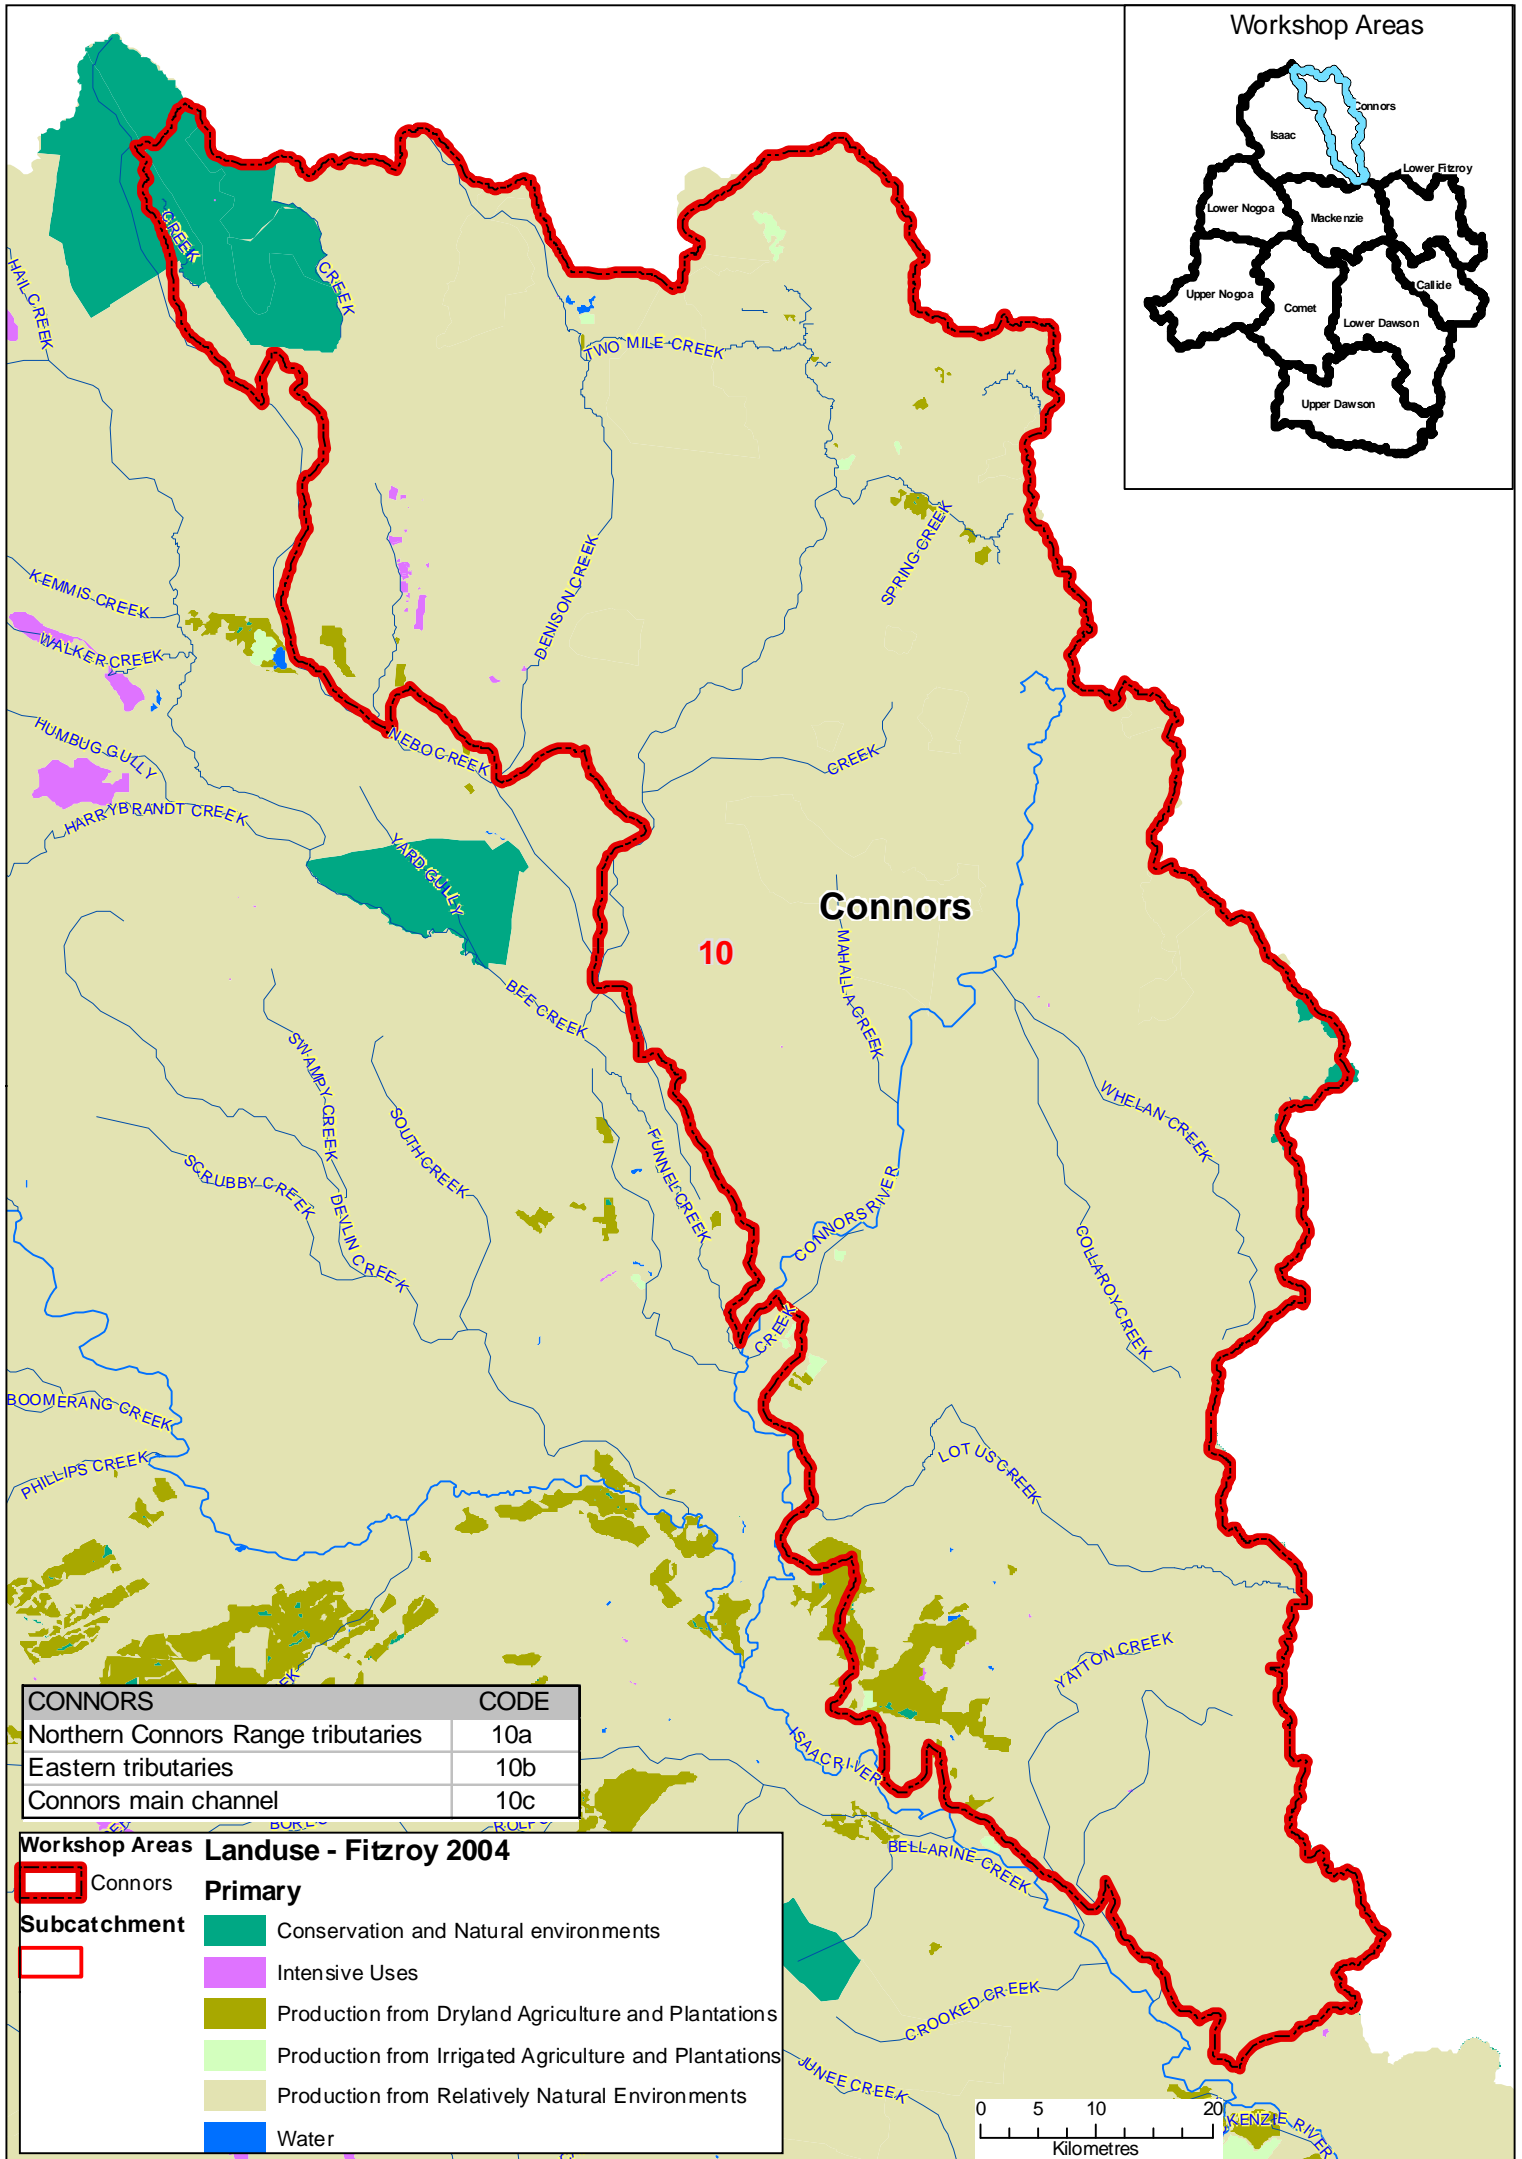 Workshop Areas
Connors
Isaac
Lower Fitzroy
Lower Nogoa
Mackenzie
Upper Nogoa
Comet
Callide
Lower Dawson
Upper Dawson
CREEK
CREEK
HAIL CREEK
TWO MILE CREEK
SPRING CREEK
DENISON CREEK
KEMMIS CREEK
WALKER CREEK
HUMBUG GULLY
NEBO CREEK
CREEK
HARRYBRANDT CREEK
YARD GULLY
Connors
10
MAHALLA CREEK
BEE CREEK
SWAMPY CREEK
SOUTH CREEK
SCRUBBY CREEK
DEVLIN CREEK
FUNNEL CREEK
CONNORS RIVER
WHELAN CREEK
COLLAROY CREEK
CREEK
BOOMERANG CREEK
PHILLIPS CREEK
LOTUS CREEK
YATTON CREEK
ISAAC RIVER
BELLARINE CREEK
CROOKED CREEK
JUNEE CREEK
KENZIE RIVER
EK
CONNORS CODE
Northern Connors Range tributaries 10a
Eastern tributaries 10b
Connors main channel 10c
Workshop Areas
Connors
Subcatchment
Landuse - Fitzroy 2004
Primary
Conservation and Natural environments
Intensive Uses
Production from Dryland Agriculture and Plantations
Production from Irrigated Agriculture and Plantations
Production from Relatively Natural Environments
Water
0 5 10 20
Kilometres